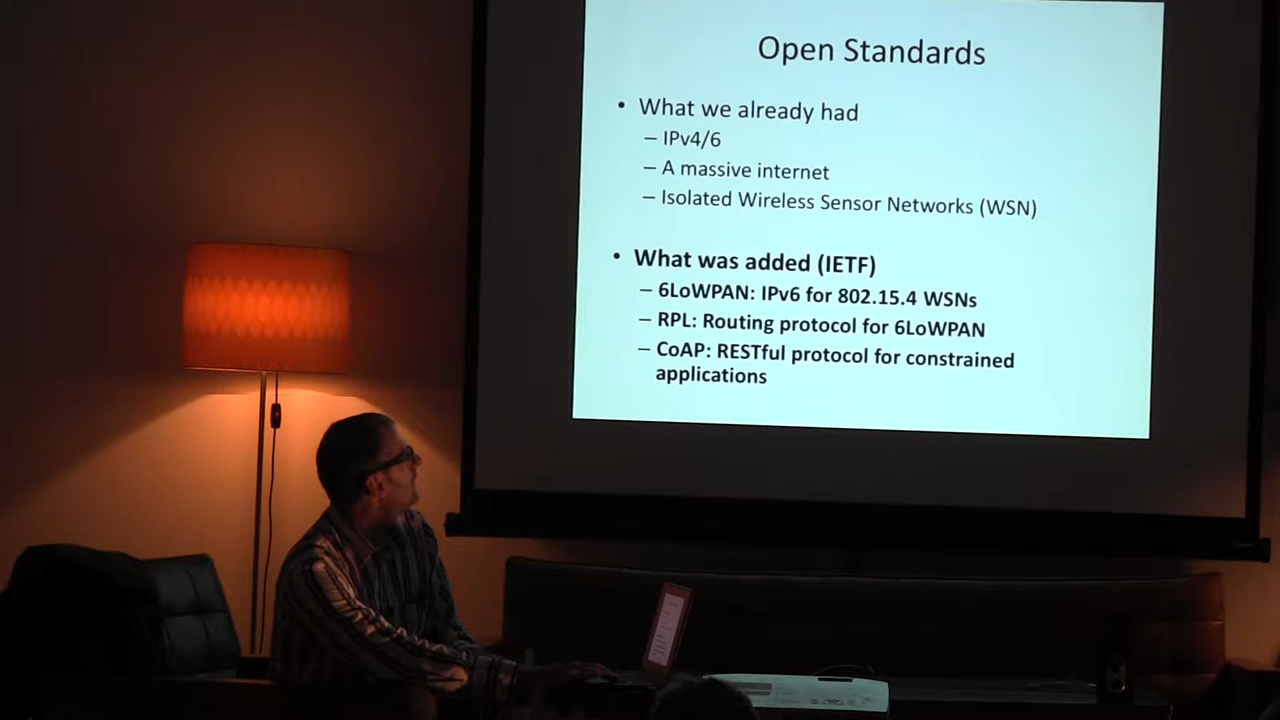 Open Standards
• What we already had
– IPv4/6
– A massive internet
– Isolated Wireless Sensor Networks (WSN)
• What was added (IETF)
– 6LoWPAN: IPv6 for 802.15.4 WSNs
– RPL: Routing protocol for 6LoWPAN
– CoAP: RESTful protocol for constrained
applications